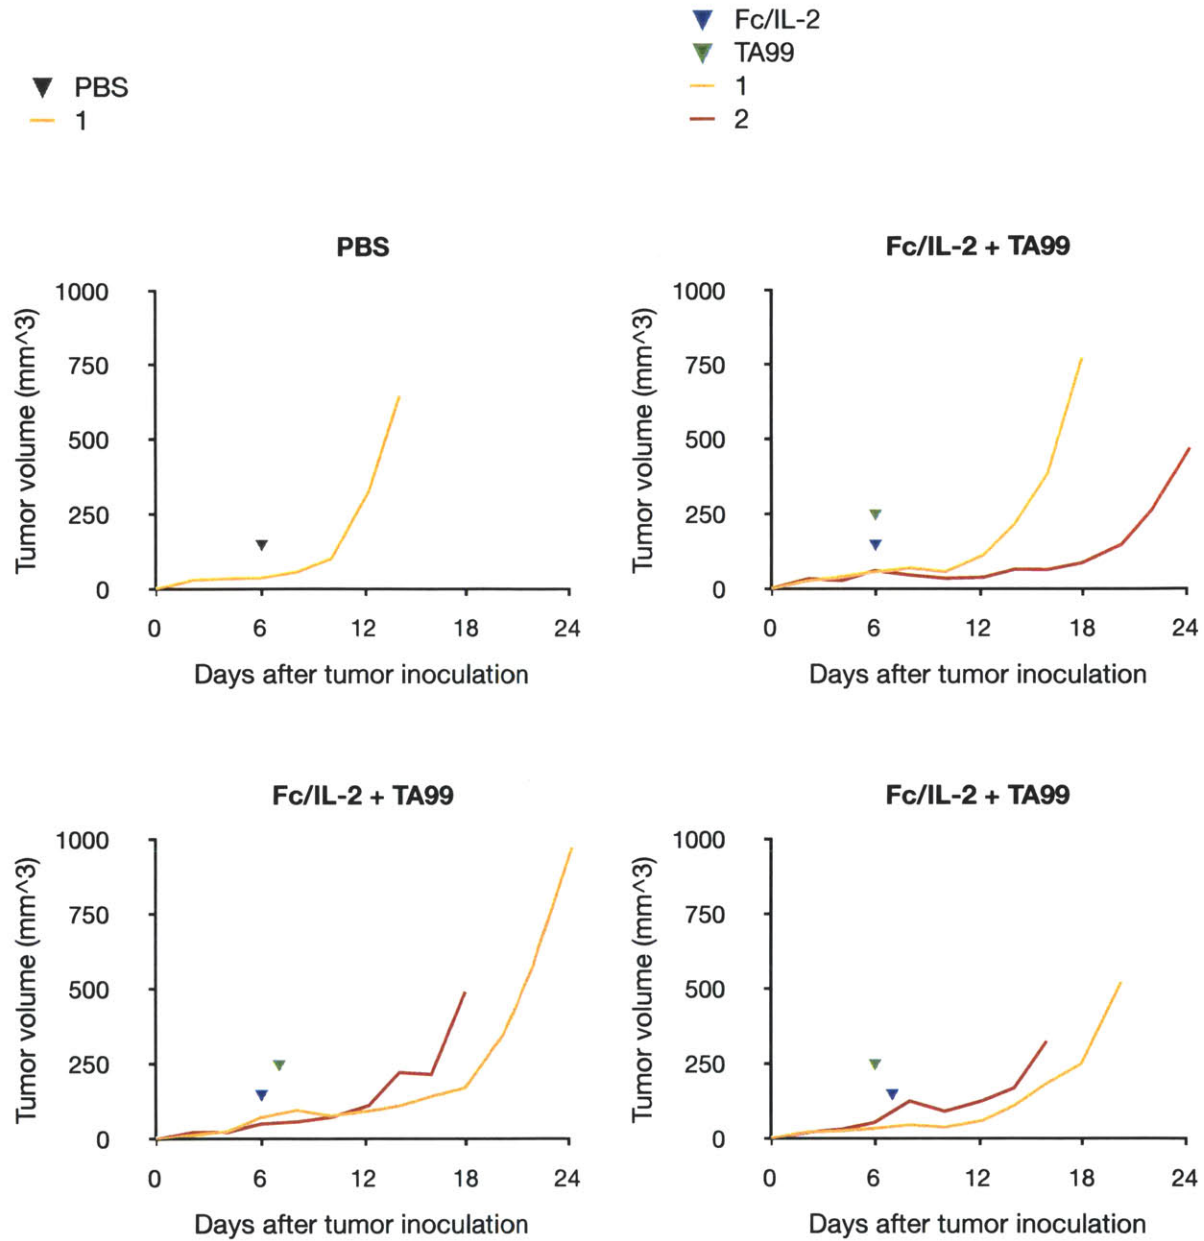 PBS
1
Fc/IL-2
TA99
1
2
PBS
Tumor volume (mm^3)
1000
750
500
250
0
0 6 12 18 24
Days after tumor inoculation
Fc/IL-2 + TA99
Tumor volume (mm^3)
1000
750
500
250
0
0 6 12 18 24
Days after tumor inoculation
Fc/IL-2 + TA99
Tumor volume (mm^3)
1000
750
500
250
0
0 6 12 18 24
Days after tumor inoculation
Fc/IL-2 + TA99
Tumor volume (mm^3)
1000
750
500
250
0
0 6 12 18 24
Days after tumor inoculation